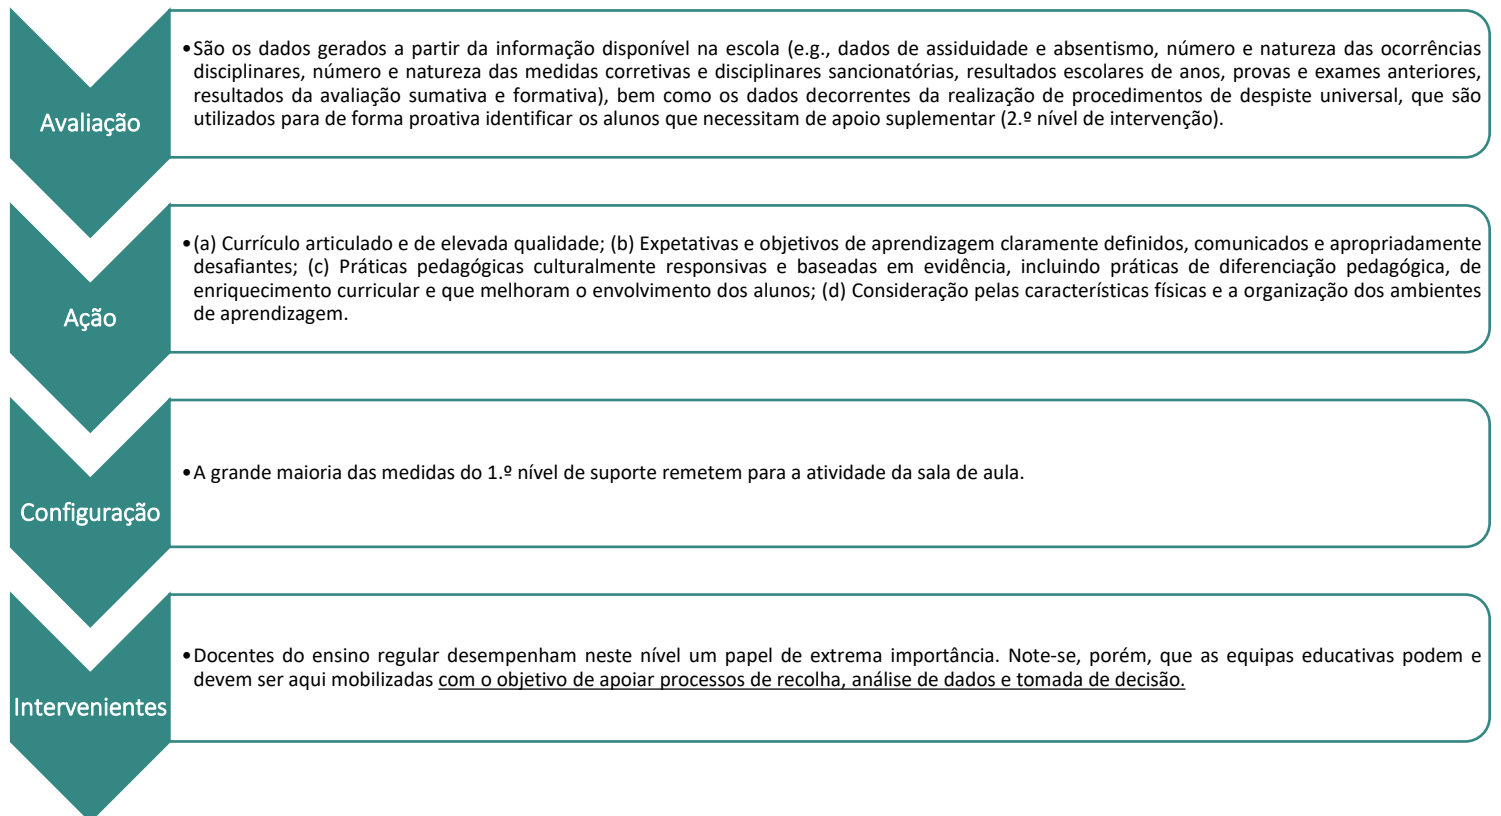 Avaliação
•São os dados gerados a partir da informação disponível na escola (e.g., dados de assiduidade e absentismo, número e natureza das ocorrências
disciplinares, número e natureza das medidas corretivas e disciplinares sancionatórias, resultados escolares de anos, provas e exames anteriores,
resultados da avaliação sumativa e formativa), bem como os dados decorrentes da realização de procedimentos de despiste universal, que são
utilizados para de forma proativa identificar os alunos que necessitam de apoio suplementar (2.º nível de intervenção).
Ação
•(a) Currículo articulado e de elevada qualidade; (b) Expetativas e objetivos de aprendizagem claramente definidos, comunicados e apropriadamente
desafiantes; (c) Práticas pedagógicas culturalmente responsivas e baseadas em evidência, incluindo práticas de diferenciação pedagógica, de
enriquecimento curricular e que melhoram o envolvimento dos alunos; (d) Consideração pelas características físicas e a organização dos ambientes
de aprendizagem.
Configuração
•A grande maioria das medidas do 1.º nível de suporte remetem para a atividade da sala de aula.
Intervenientes
•Docentes do ensino regular desempenham neste nível um papel de extrema importância. Note-se, porém, que as equipas educativas podem e
devem ser aqui mobilizadas com o objetivo de apoiar processos de recolha, análise de dados e tomada de decisão.